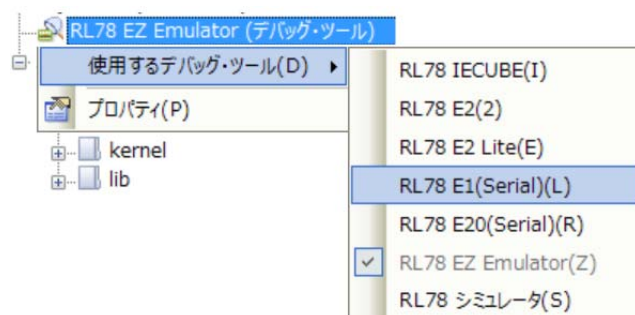 RL78 EZ Emulator (デバッグ・ツール)
使用するデバッグ・ツール(D)
プロパティ(P)
kernel
lib
RL78 IECUBE(I)
RL78 E2(2)
RL78 E2 Lite(E)
RL78 E1(Serial)(L)
RL78 E20(Serial)(R)
RL78 EZ Emulator(Z)
RL78 シミュレータ(S)